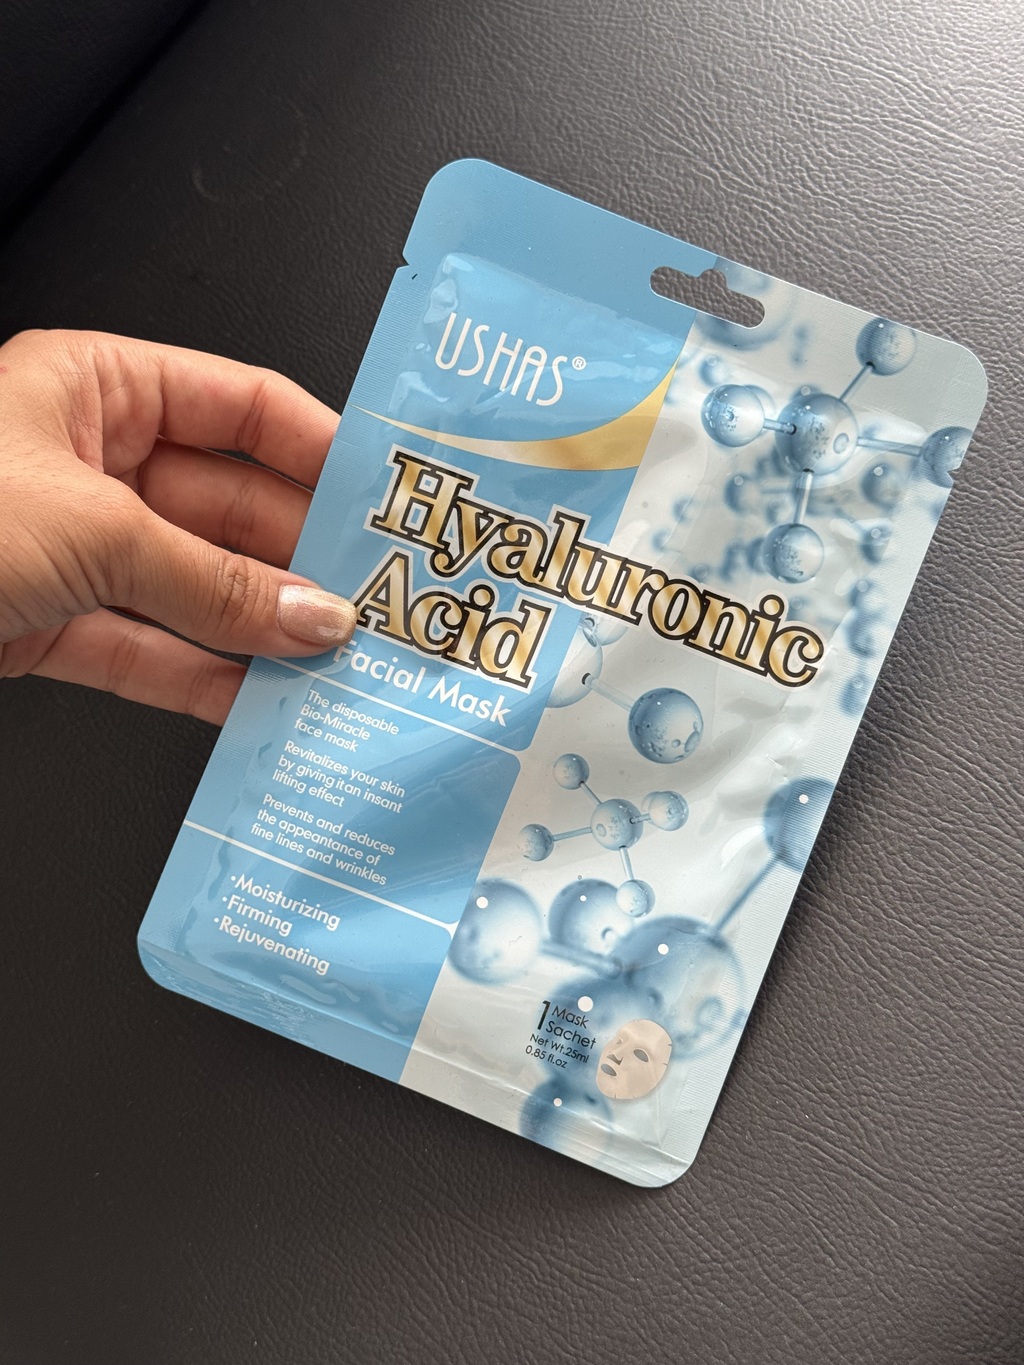 USHAS®
Hyaluronic
Acid
Facial Mask
The disposable
Bio-Miracle
face mask
Revitalizes your skin
by giving itan insant
lifting effect
Prevents and reduces
the appeantance of
fine lines and wrinkles
•Moisturizing
•Firming
•Rejuvenating
1 Mask
Sachet
Net Wt.25ml
0.85 fl.oz